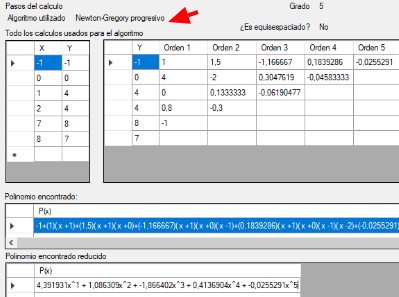 Pasos del calculo
Grado 5
Algoritmo utilizado Newton-Gregory progresivo
¿Es equiespaciado? No
Todo los calculos usados para el algoritmo
X Y
-1 -1
0 0
1 4
2 4
7 8
8 7
Y Orden 1 Orden 2 Orden 3 Orden 4 Orden 5
-1 1 1,5 -1,166667 0,1839286 -0,0255291
0 4 -2 0,3047619 -0,04583333
4 0 0,1333333 -0,06190477
4 0,8 -0,3
8 -1
7
Polinomio encontrado:
P(x)
-1+(1)(x +1)+(1,5)(x +1)(x +0)+(-1,166667)(x +1)(x +0)(x -1)+(0,1839286)(x +1)(x +0)(x -1)(x -2)+(-0,0255291)
Polinomio encontrado reducido
P(x)
4,391931x^1 + 1,086309x^2 + -1,866402x^3 + 0,4136904x^4 + -0,0255291x^5